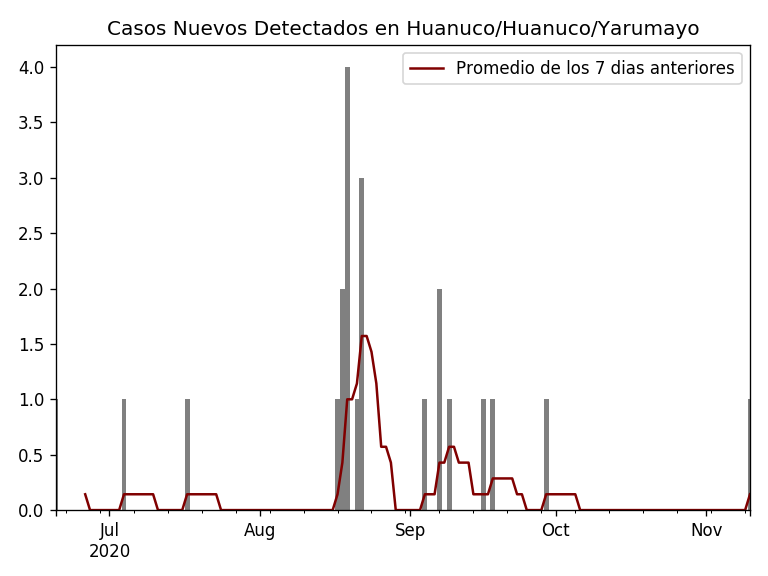 Casos Nuevos Detectados en Huanuco/Huanuco/Yarumayo
Promedio de los 7 dias anteriores
4.0
3.5
3.0
2.5
2.0
1.5
1.0
0.5
0.0
Jul
2020
Aug
Sep
Oct
Nov